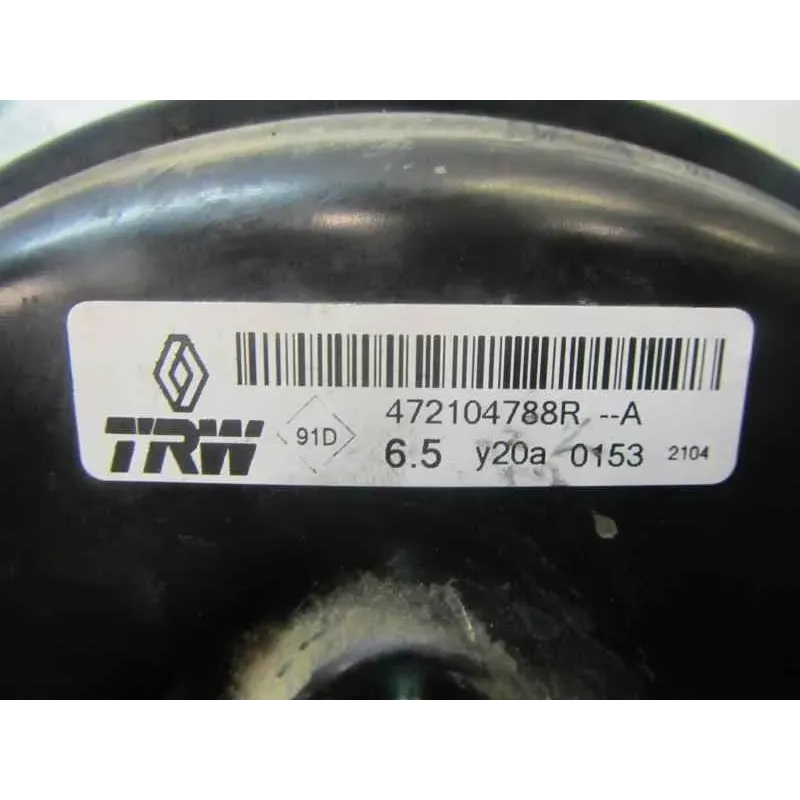 472104788R --A
TRW 91D
6.5 y20a 0153 2104